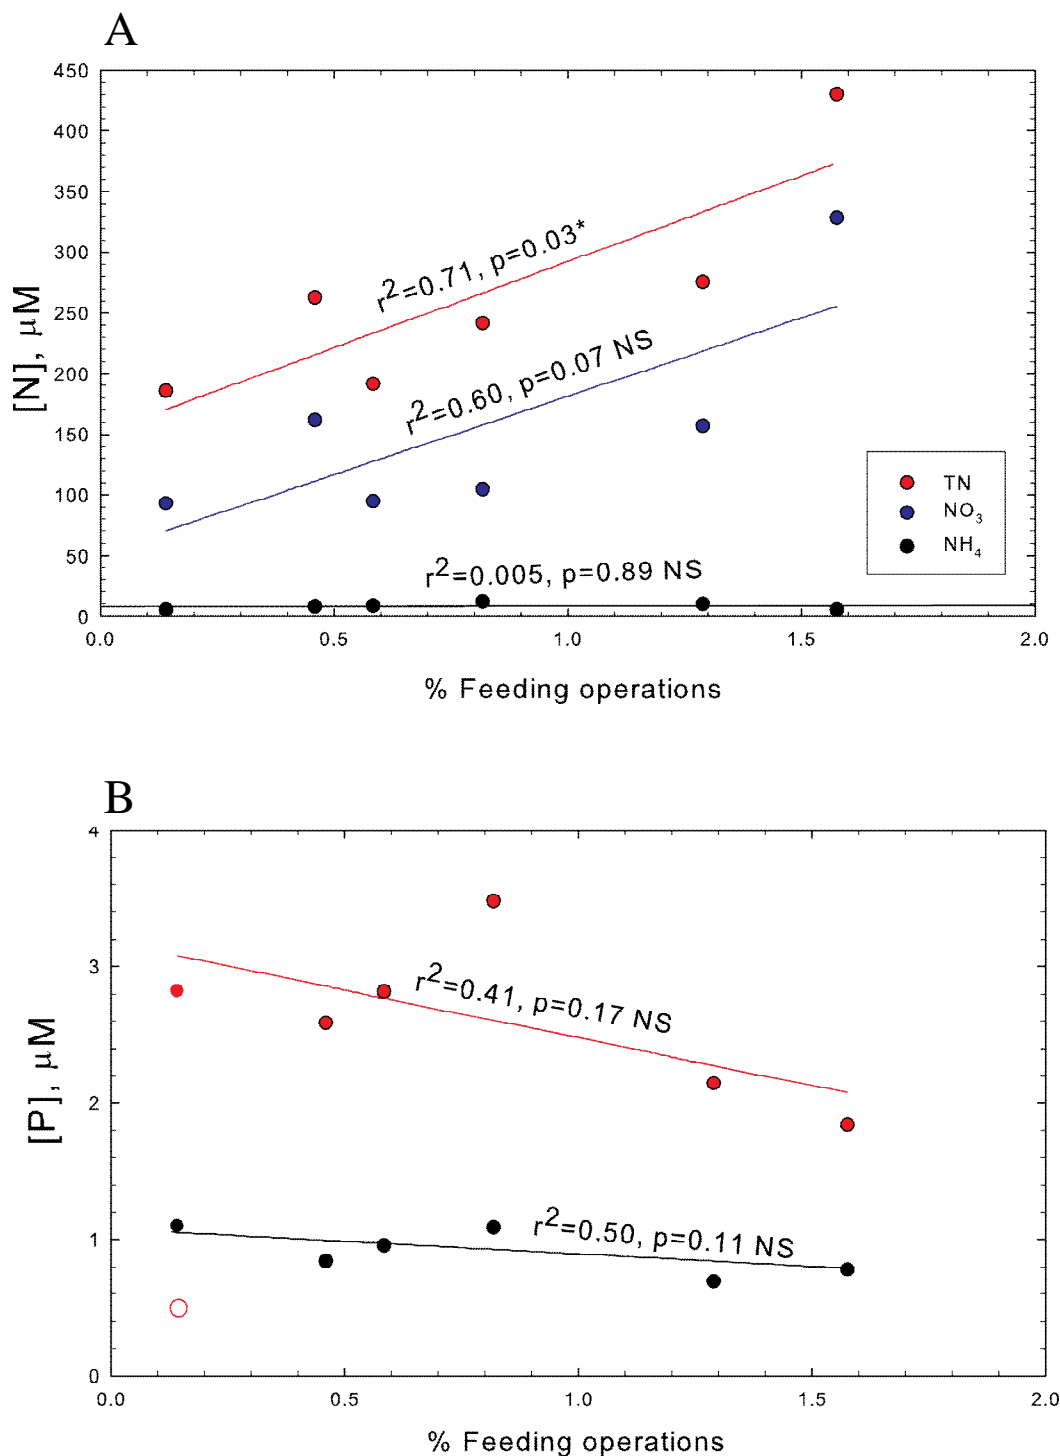 A
450
400
350
300
250
200
150
100
50
0
[N], μM
r²=0.71, p=0.03*
r²=0.60, p=0.07 NS
r²=0.005, p=0.89 NS
TN
NO₃
NH₄
0.0 0.5 1.0 1.5 2.0
% Feeding operations
B
4
3
2
1
0
[P], μM
r²=0.41, p=0.17 NS
r²=0.50, p=0.11 NS
0.0 0.5 1.0 1.5 2.0
% Feeding operations